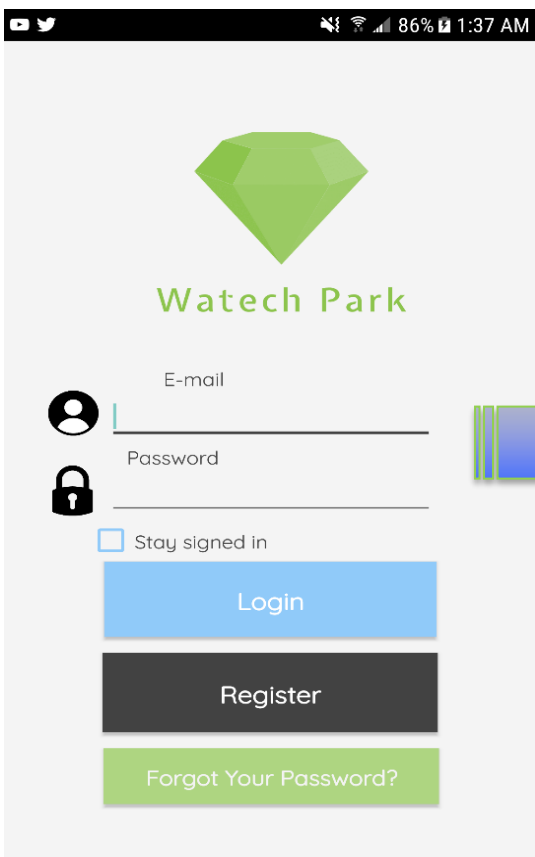 86% 1:37 AM
Watech Park
E-mail
Password
Stay signed in
Login
Register
Forgot Your Password?